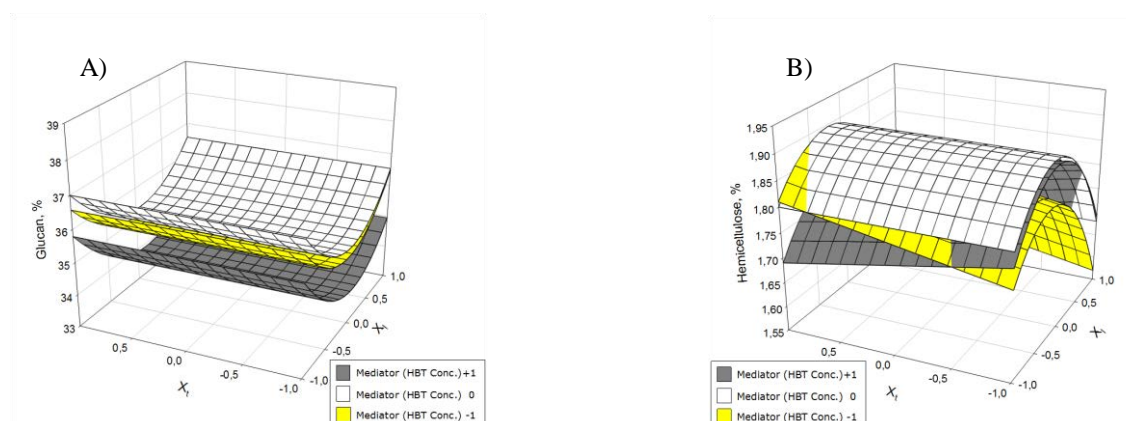 A)
Glucan, %
39
38
37
36
35
34
33
0,5
0,0
-0,5
-1,0
Xt
-1,0
-0,5
0,0
0,5
1,0
Mediator (HBT Conc.)+1
Mediator (HBT Conc.) 0
Mediator (HBT Conc.) -1
B)
Hemicellulose, %
1,95
1,90
1,85
1,80
1,75
1,70
1,65
1,60
1,55
0,5
0,0
-0,5
-1,0
Xt
-1,0
-0,5
0,0
0,5
1,0
Mediator (HBT Conc.)+1
Mediator (HBT Conc.) 0
Mediator (HBT Conc.) -1